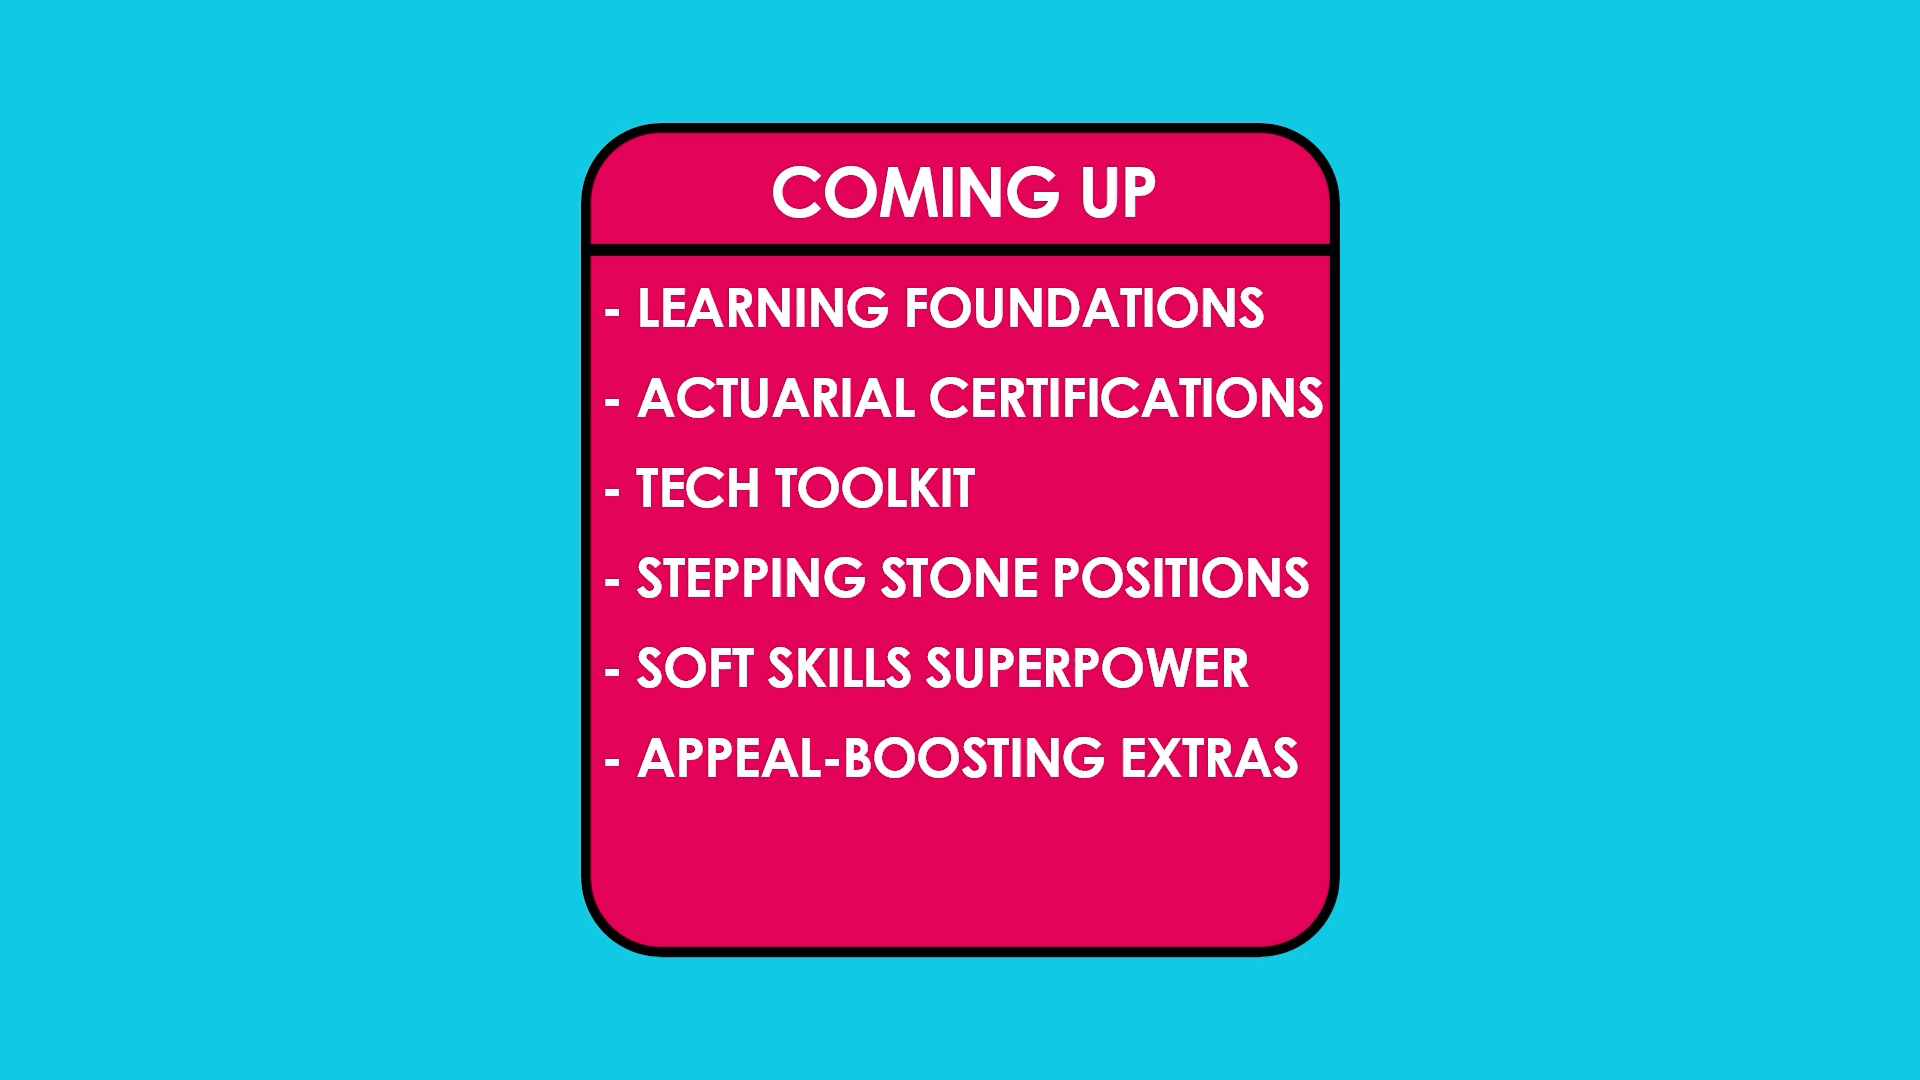 COMING UP
- LEARNING FOUNDATIONS
- ACTUARIAL CERTIFICATIONS
- TECH TOOLKIT
- STEPPING STONE POSITIONS
- SOFT SKILLS SUPERPOWER
- APPEAL-BOOSTING EXTRAS